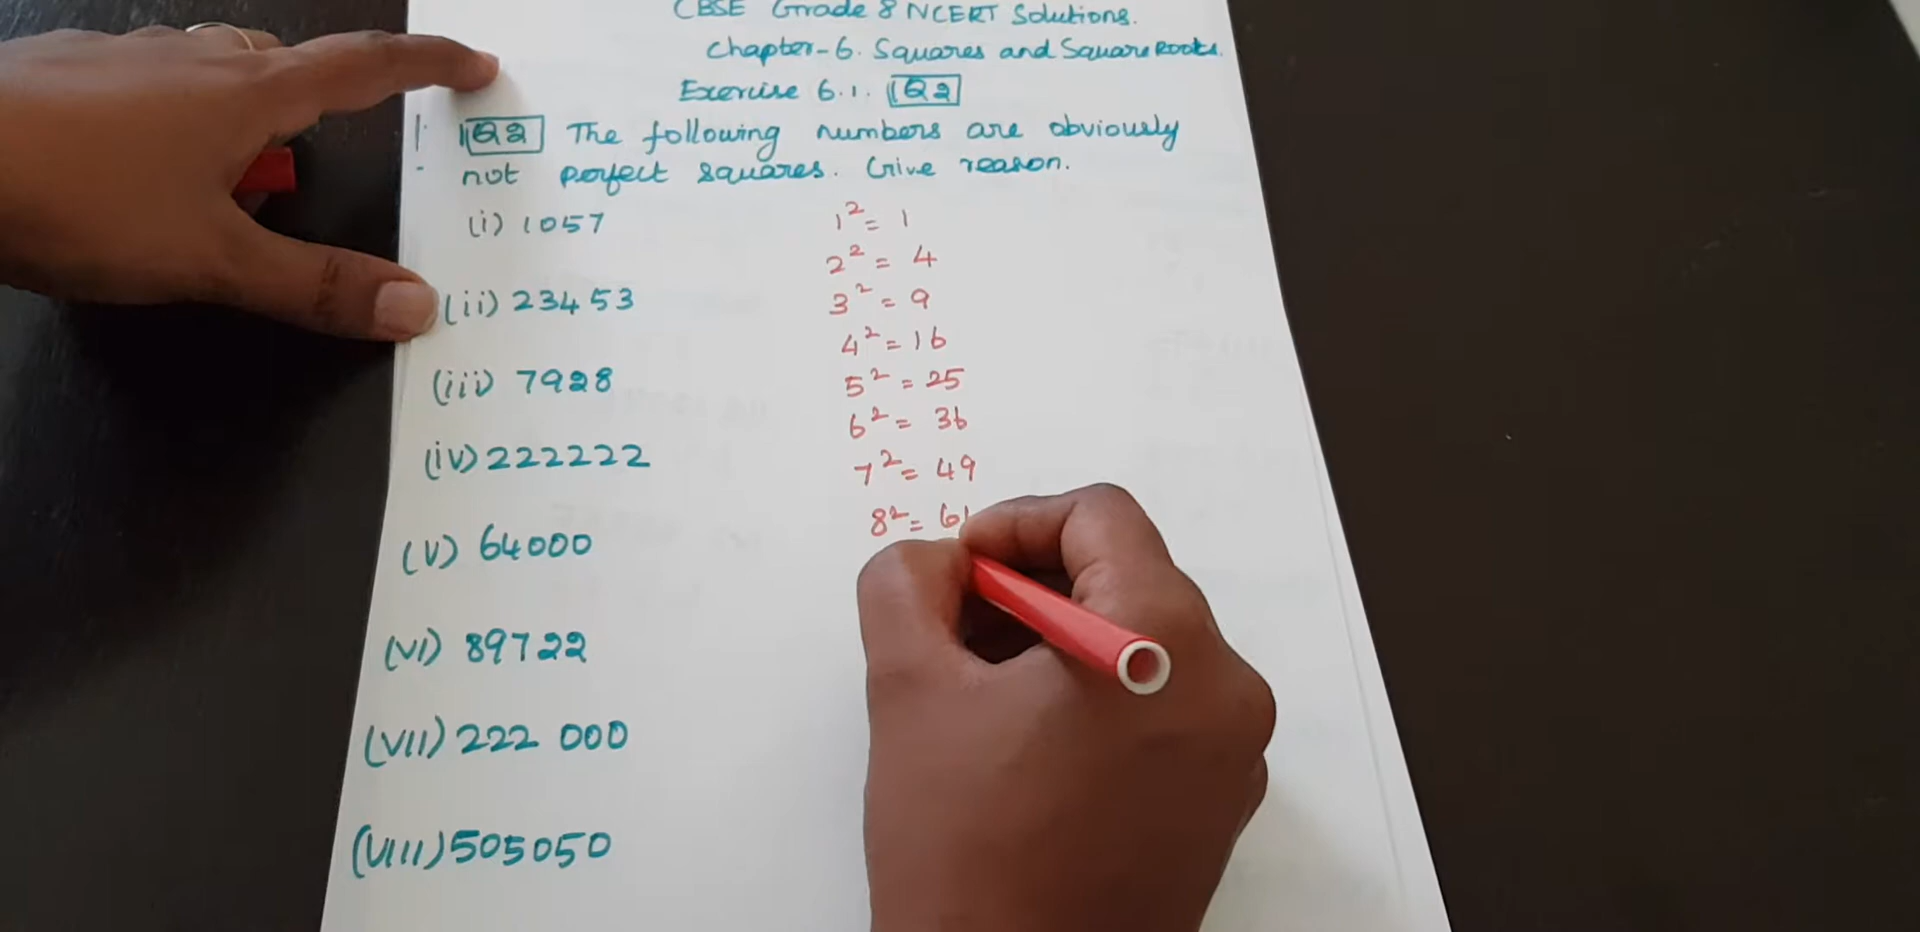 CBSE Grade 8 NCERT Solutions.
Chapter-6. Squares and Square Roots.
Exercise 6.1. Q2
Q2 The following numbers are obviously
not perfect squares. Give reason.
(i) 1057
(ii) 23453
(iii) 7928
(iv) 222222
(V) 64000
(VI) 89722
(VII) 222 000
(VIII) 505050
1² = 1
2² = 4
3² = 9
4² = 16
5² = 25
6² = 36
7² = 49
8² = 6